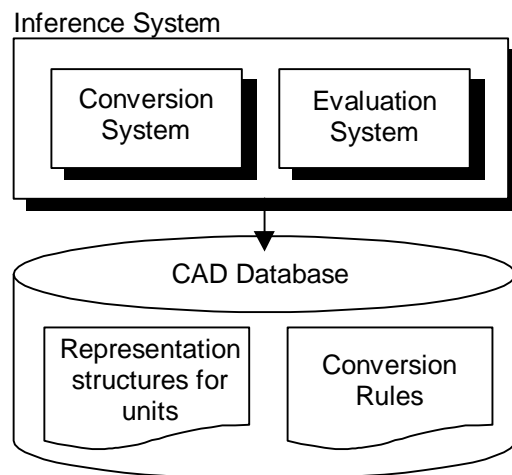 Inference System
Conversion
System
Evaluation
System
CAD Database
Representation
structures for
units
Conversion
Rules